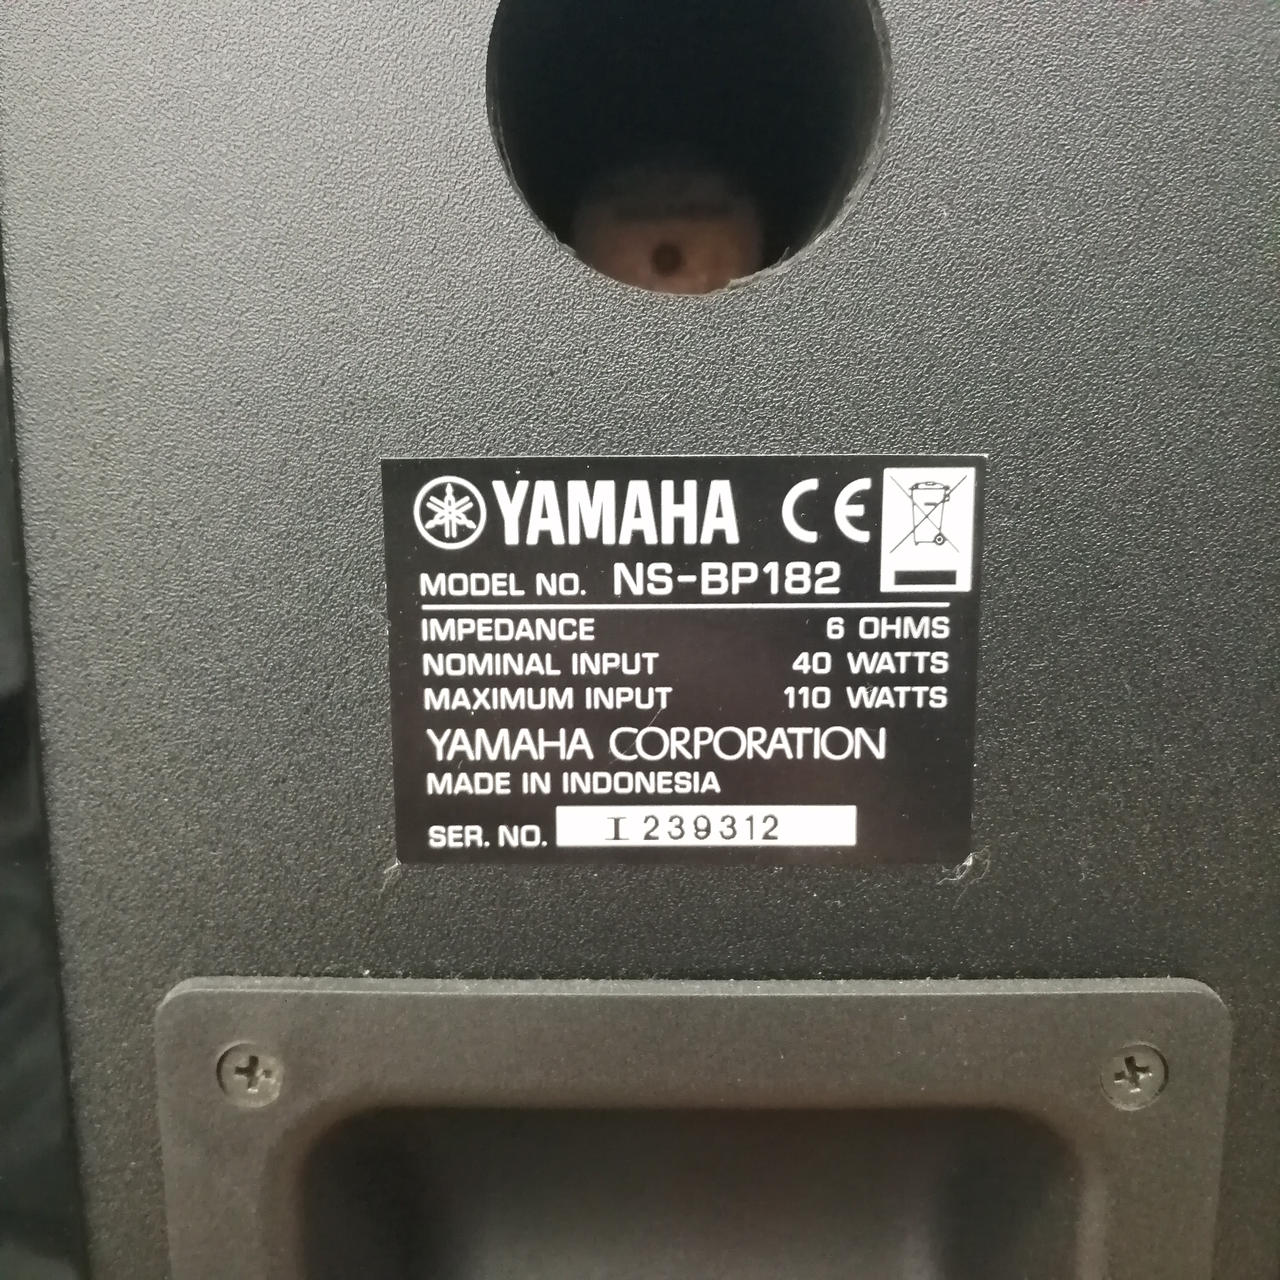 YAMAHA CE
MODEL NO. NS-BP182
IMPEDANCE 6 OHMS
NOMINAL INPUT 40 WATTS
MAXIMUM INPUT 110 WATTS
YAMAHA CORPORATION
MADE IN INDONESIA
SER. NO. I239312